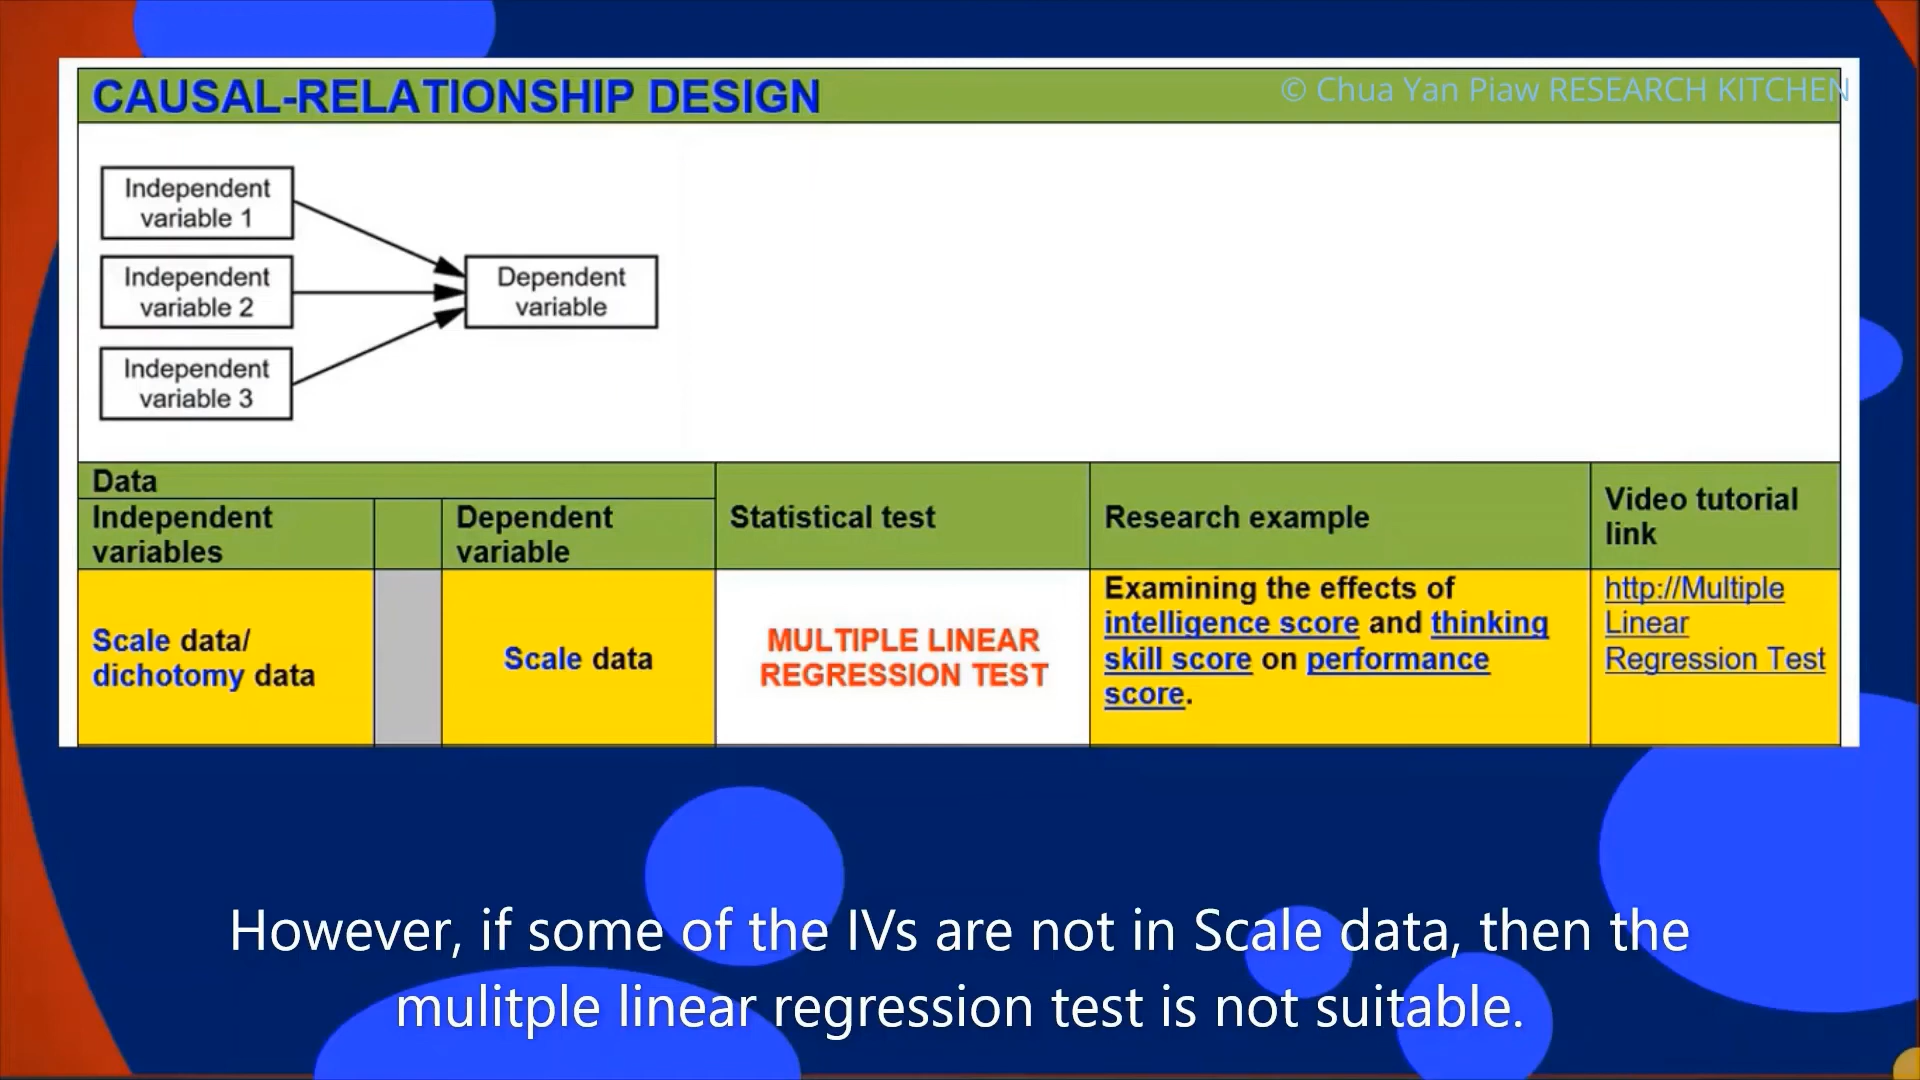 CAUSAL-RELATIONSHIP DESIGN
© Chua Yan Piaw RESEARCH KITCHEN
Independent
variable 1
Independent
variable 2
Independent
variable 3
Dependent
variable
Data
Independent
variables
Dependent
variable
Statistical test
Research example
Video tutorial
link
Scale data/
dichotomy data
Scale data
MULTIPLE LINEAR
REGRESSION TEST
Examining the effects of
intelligence score and thinking
skill score on performance
score.
http://Multiple
Linear
Regression Test
However, if some of the IVs are not in Scale data, then the
mulitple linear regression test is not suitable.